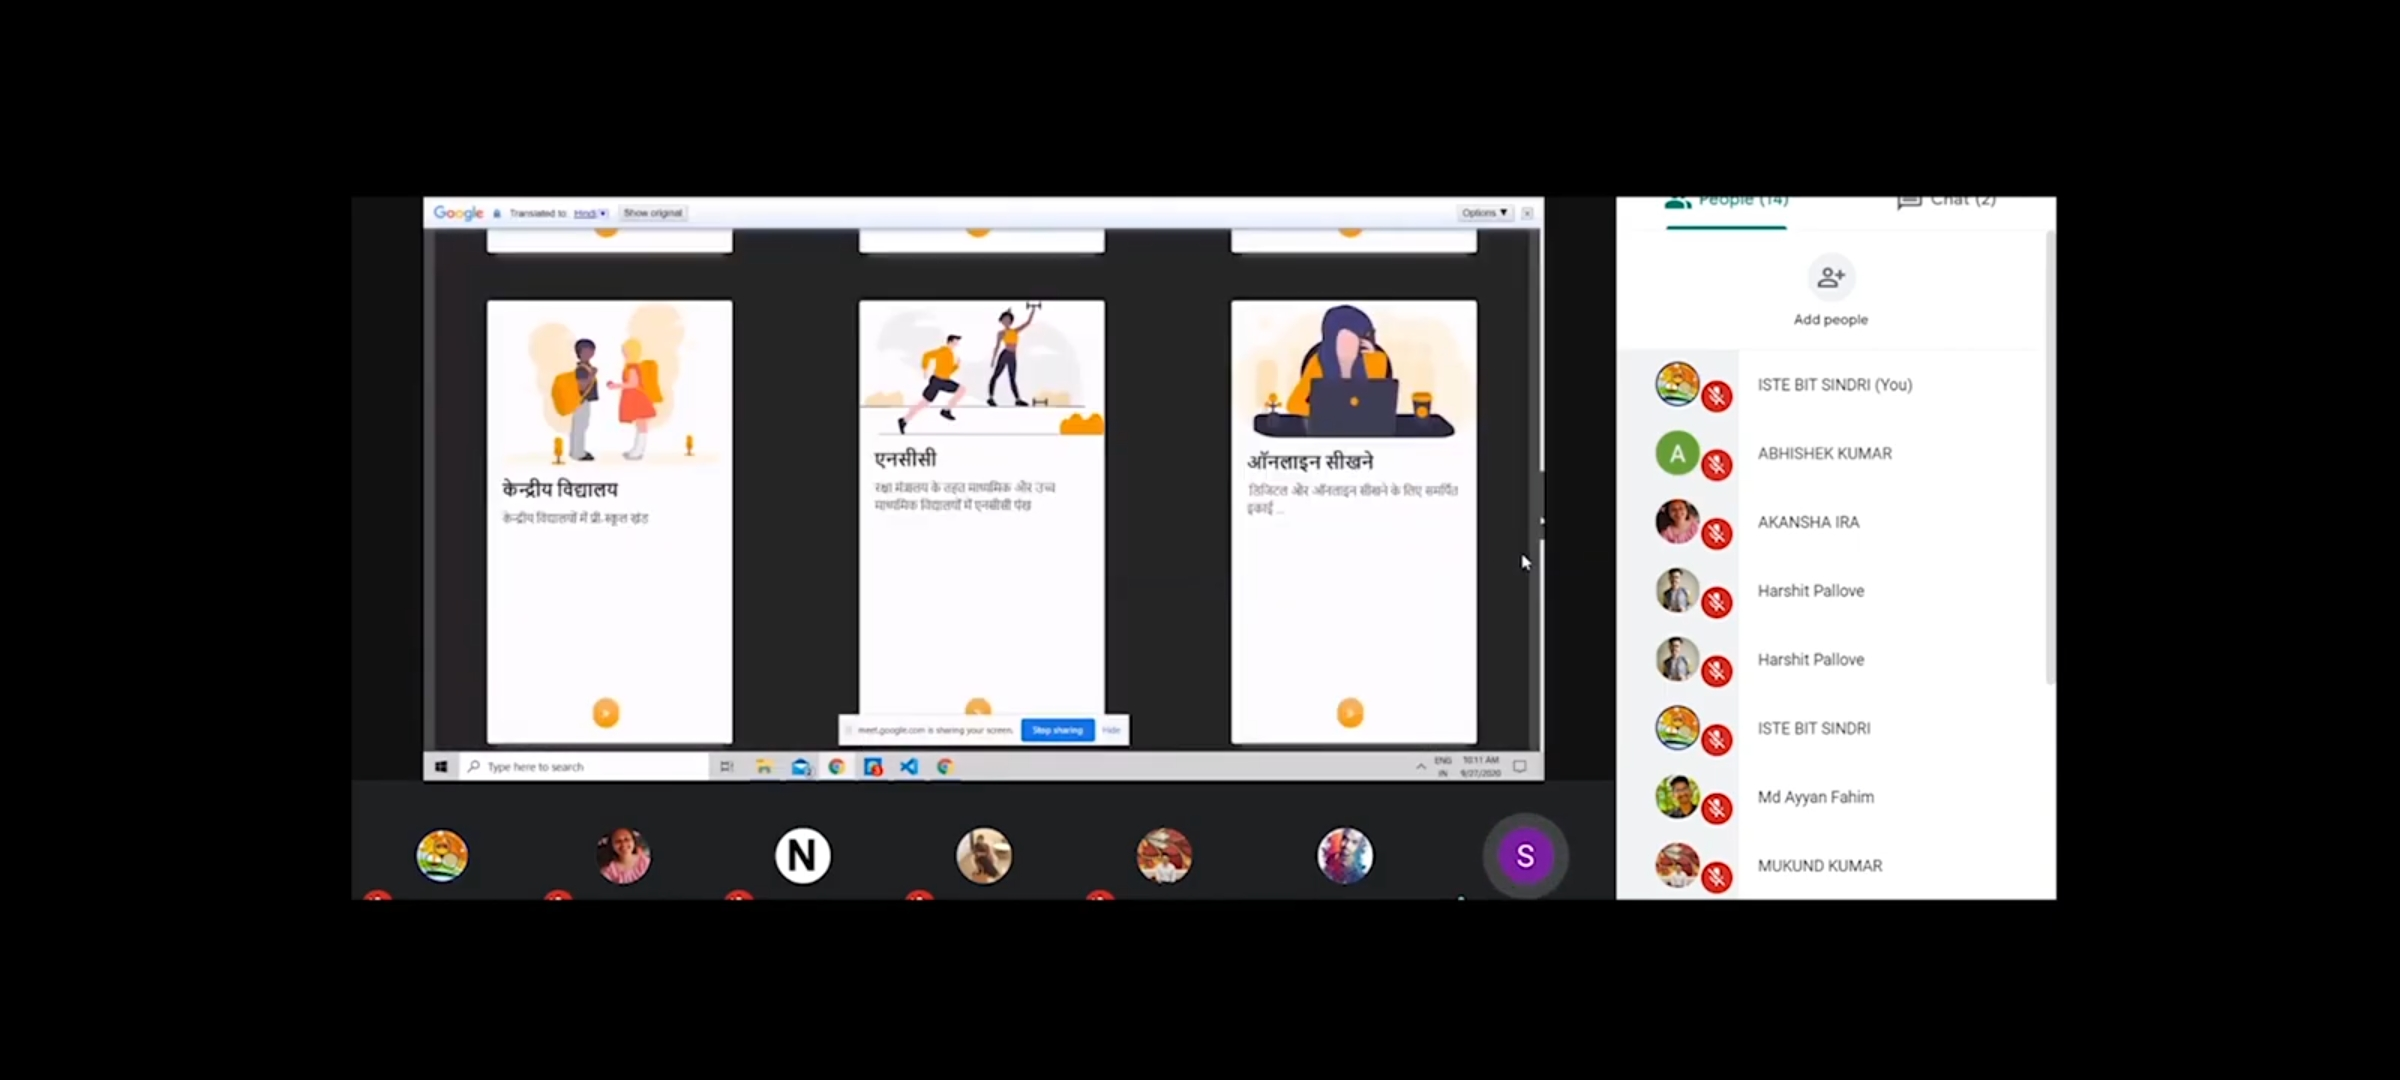 Google Translated to: Hindi Show original Options
केन्द्रीय विद्यालय
केन्द्रीय विद्यालयों में प्री-स्कूल खंड
एनसीसी
रक्षा मंत्रालय के तहत माध्यमिक और उच्च
माध्यमिक विद्यालयों में एनसीसी पंख
ऑनलाइन सीखने
डिजिटल और ऑनलाइन सीखने के लिए समर्पित
इकाई ...
meet.google.com is sharing your screen. Stop sharing Hide
Type here to search
ENG
IN
10:11 AM
9/27/2020
N
S
People (14)
Chat (2)
Add people
ISTE BIT SINDRI (You)
A
ABHISHEK KUMAR
AKANSHA IRA
Harshit Pallove
Harshit Pallove
ISTE BIT SINDRI
Md Ayyan Fahim
MUKUND KUMAR